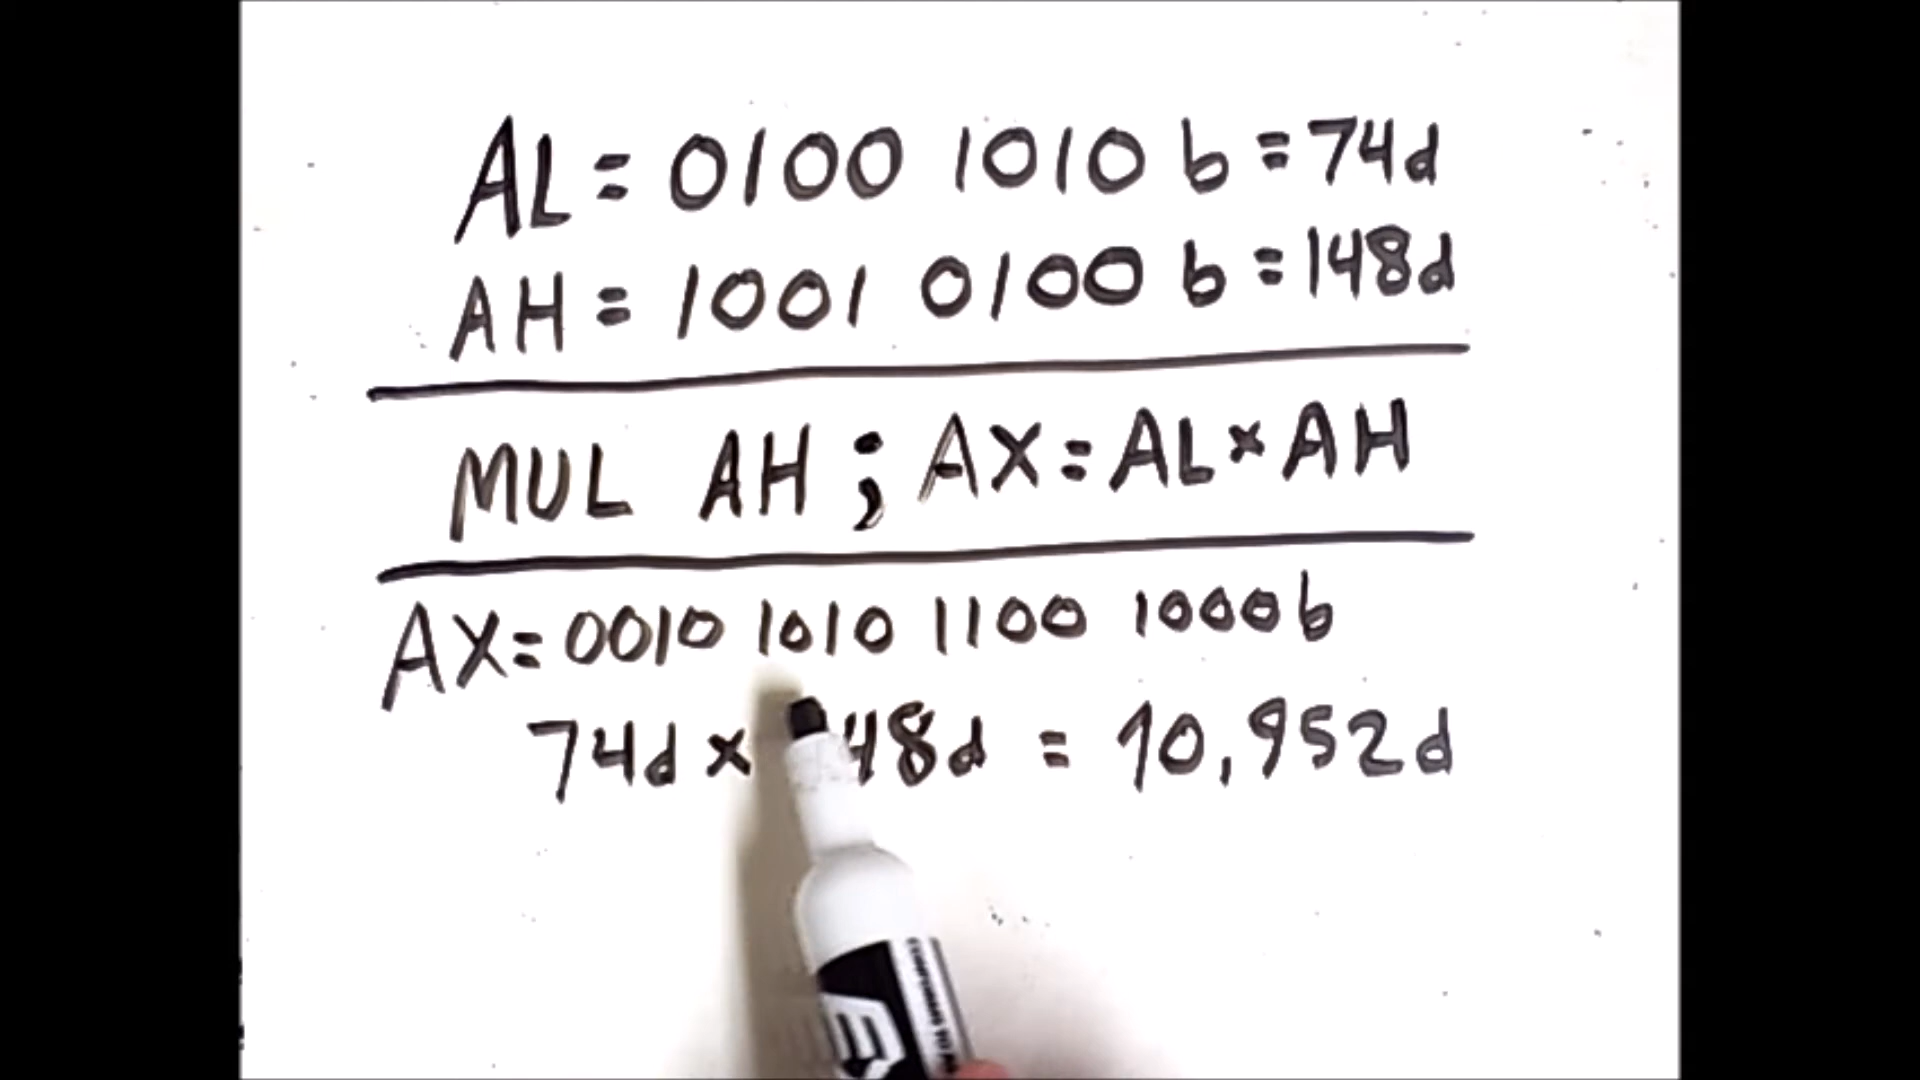 AL = 0100 1010 b = 74d
AH = 1001 0100 b = 148d
MUL AH ; AX = AL × AH
AX = 0010 1010 1100 1000b
74d × 48d = 10,952d